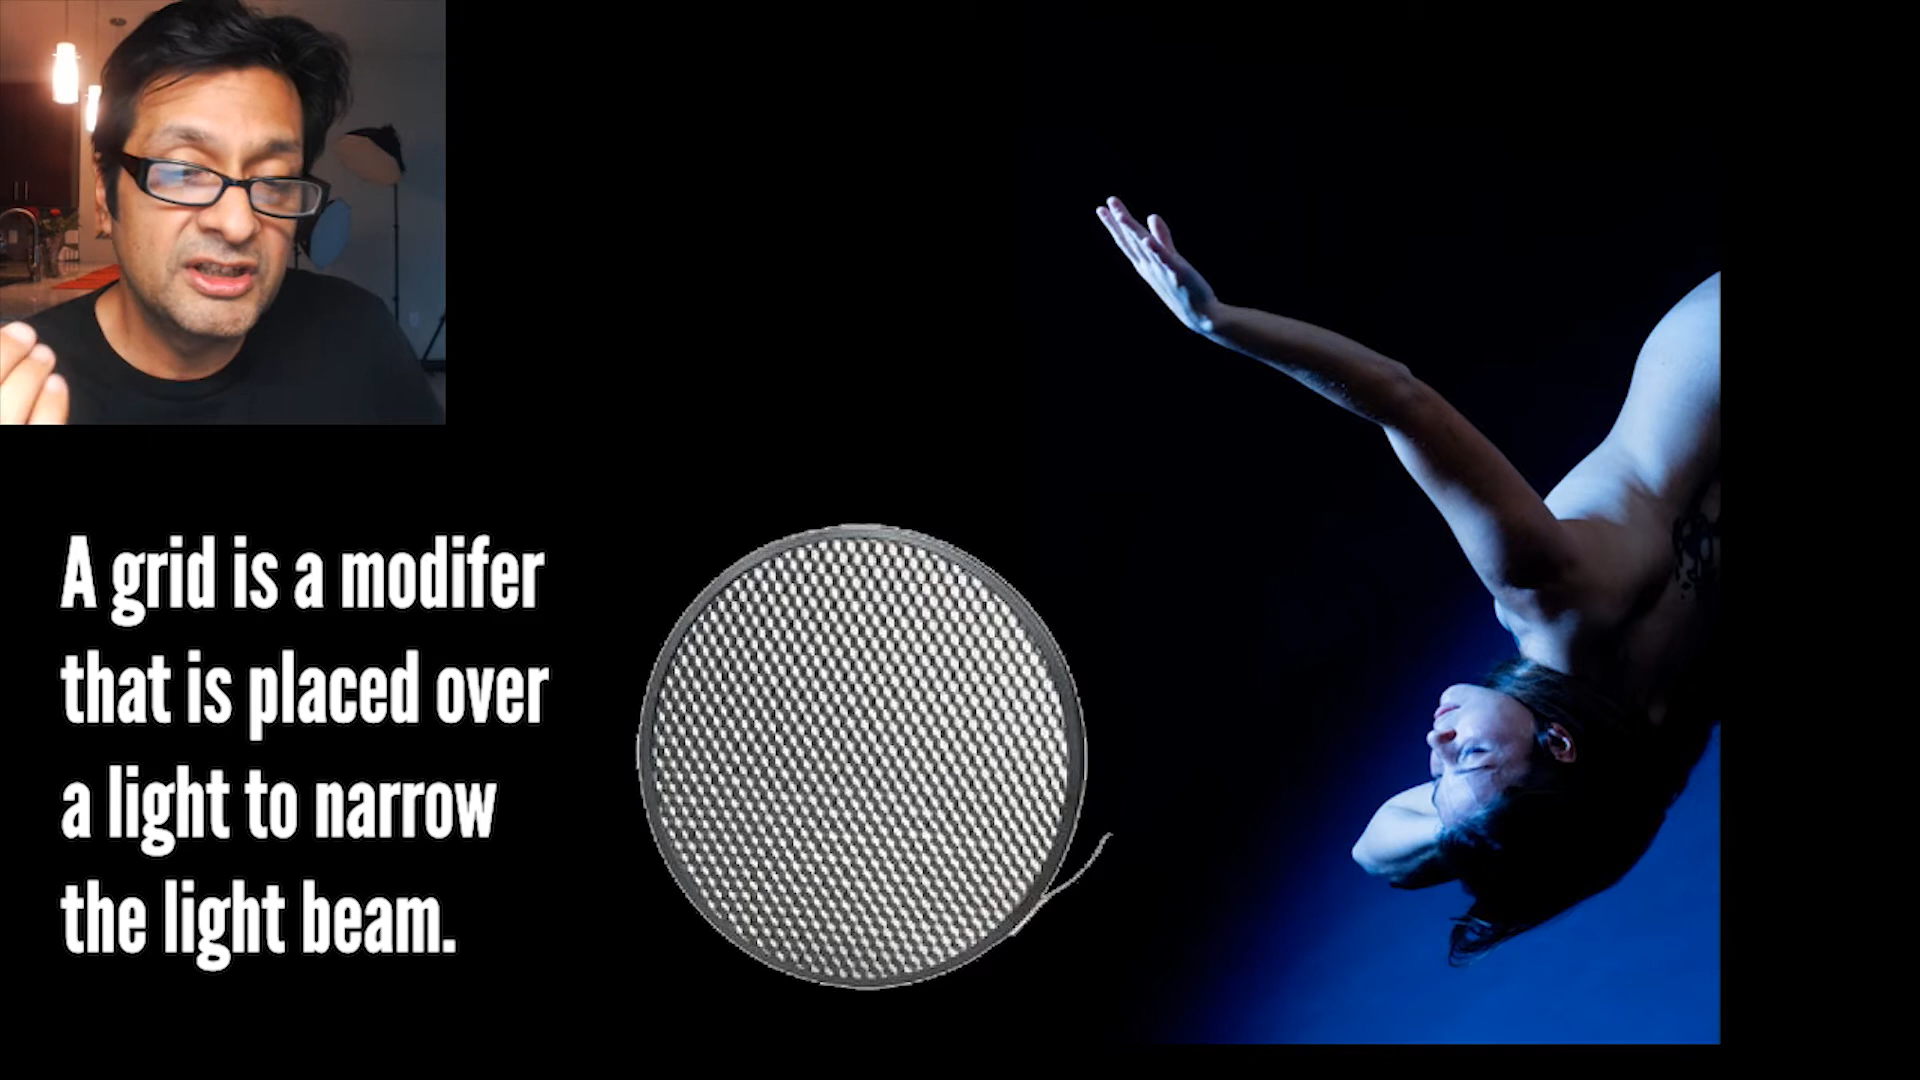 A grid is a modifer
that is placed over
a light to narrow
the light beam.